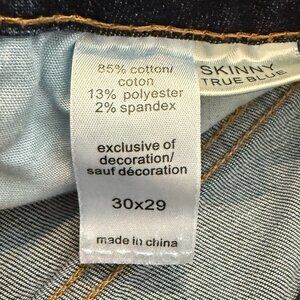 85% cotton/
coton
13% polyester
2% spandex
exclusive of
decoration/
sauf décoration
30x29
made in china
SKINNY
TRUE BLUE